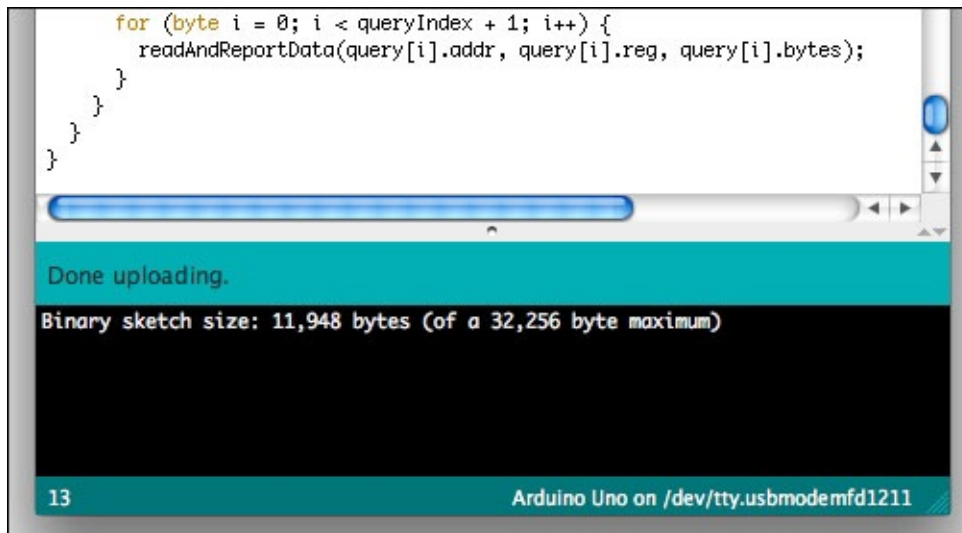 for (byte i = 0; i < queryIndex + 1; i++) {
readAndReportData(query[i].addr, query[i].reg, query[i].bytes);
}
}
}
}
Done uploading.
Binary sketch size: 11,948 bytes (of a 32,256 byte maximum)
13 Arduino Uno on /dev/tty.usbmodemfd1211